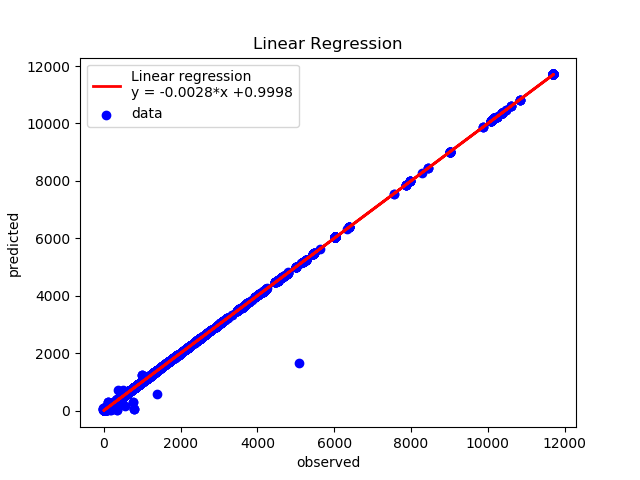 Linear Regression
Linear regression
y = -0.0028*x +0.9998
data
12000
10000
8000
6000
4000
2000
0
predicted
0 2000 4000 6000 8000 10000 12000
observed